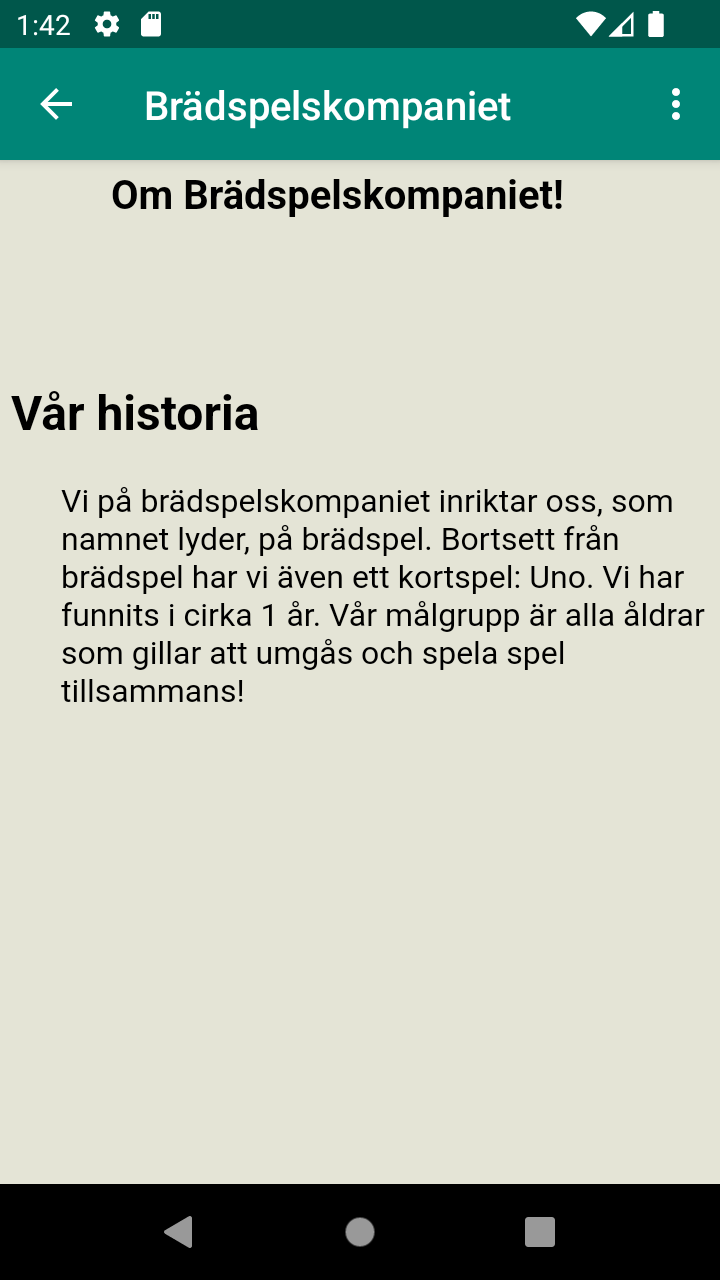 1:42
Brädspelskompaniet
Om Brädspelskompaniet!
Vår historia
Vi på brädspelskompaniet inriktar oss, som
namnet lyder, på brädspel. Bortsett från
brädspel har vi även ett kortspel: Uno. Vi har
funnits i cirka 1 år. Vår målgrupp är alla åldrar
som gillar att umgås och spela spel
tillsammans!